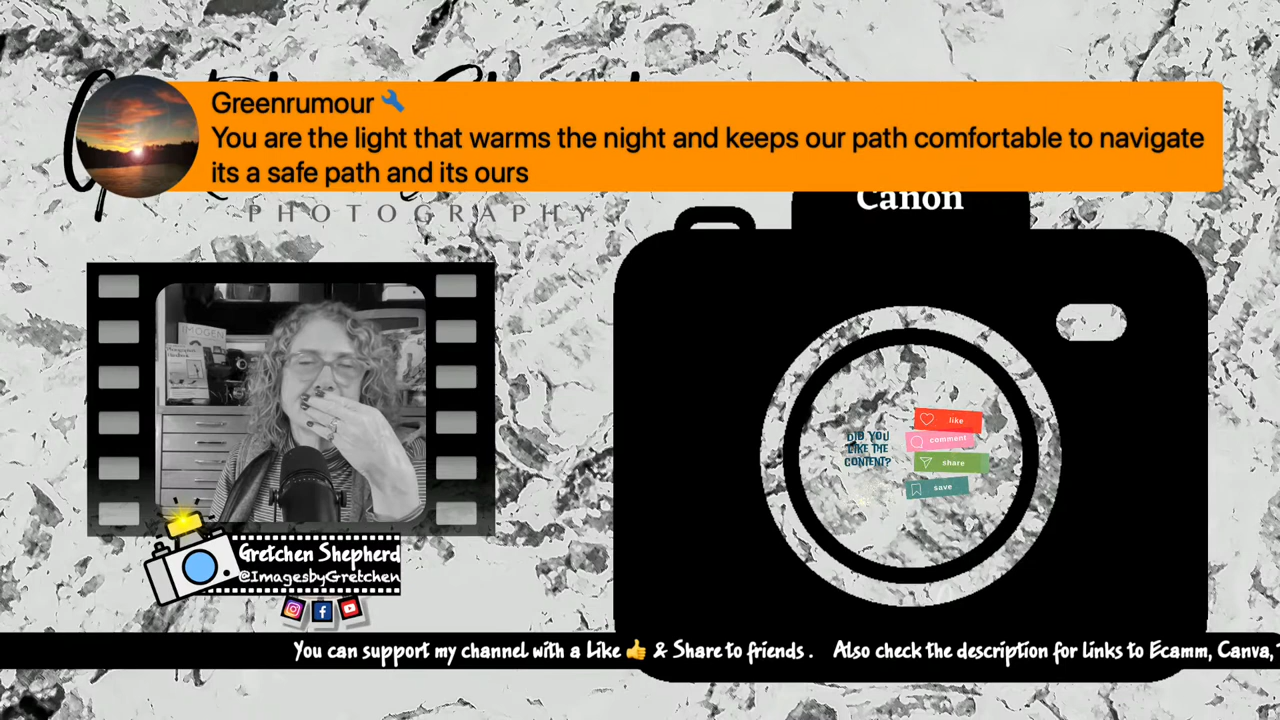 Greenrumour
You are the light that warms the night and keeps our path comfortable to navigate
its a safe path and its ours
PHOTOGRAPHY
Canon
IMOGEN
DID YOU
LIKE THE
CONTENT?
like
comment
share
save
Gretchen Shepherd
@ImagesbyGretchen
You can support my channel with a Like 👍 & Share to friends . Also check the description for links to Ecamm, Canva,